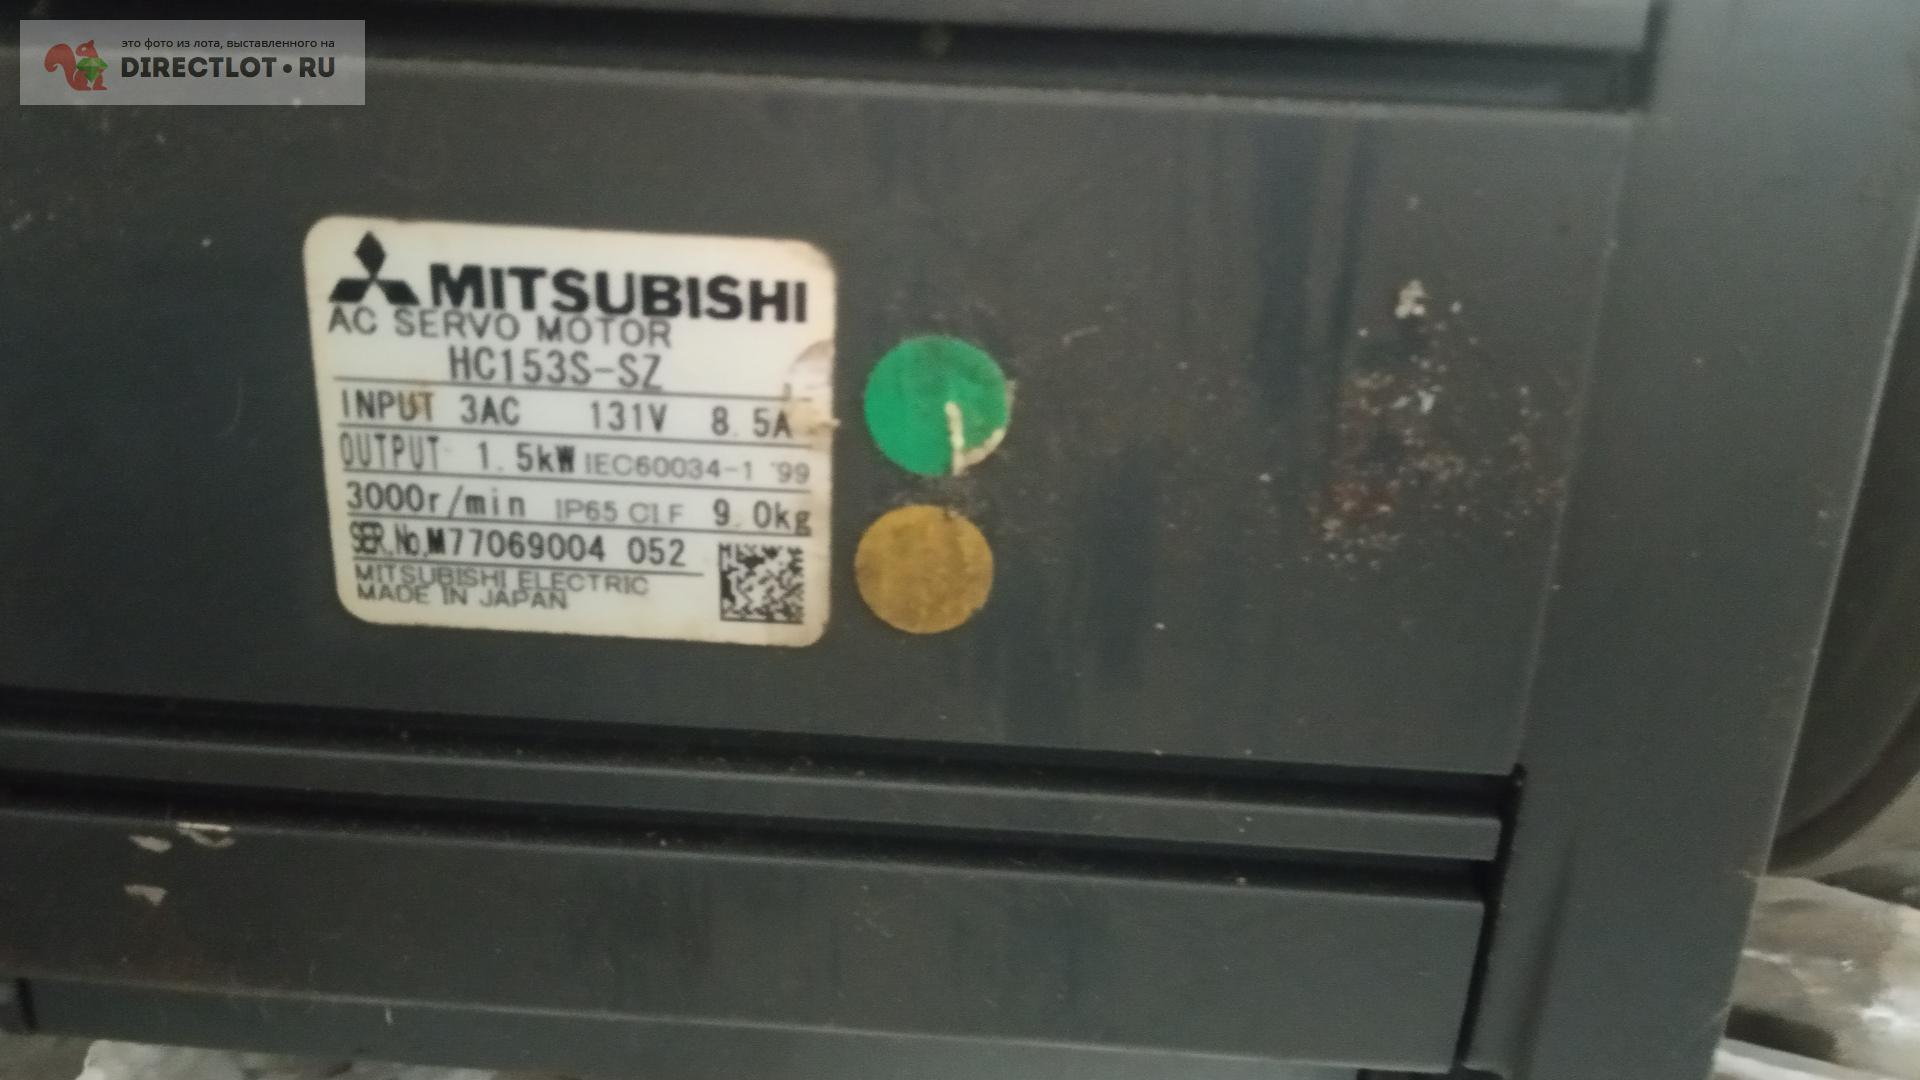 это фото из лота, выставленного на
DIRECTLOT•RU
MITSUBISHI
AC SERVO MOTOR
HC153S-SZ
INPUT 3AC 131V 8.5A
OUTPUT 1.5kW IEC60034-1 '99
3000r/min IP65 CI.F 9.0kg
SER.No.M77069004 052
MITSUBISHI ELECTRIC
MADE IN JAPAN